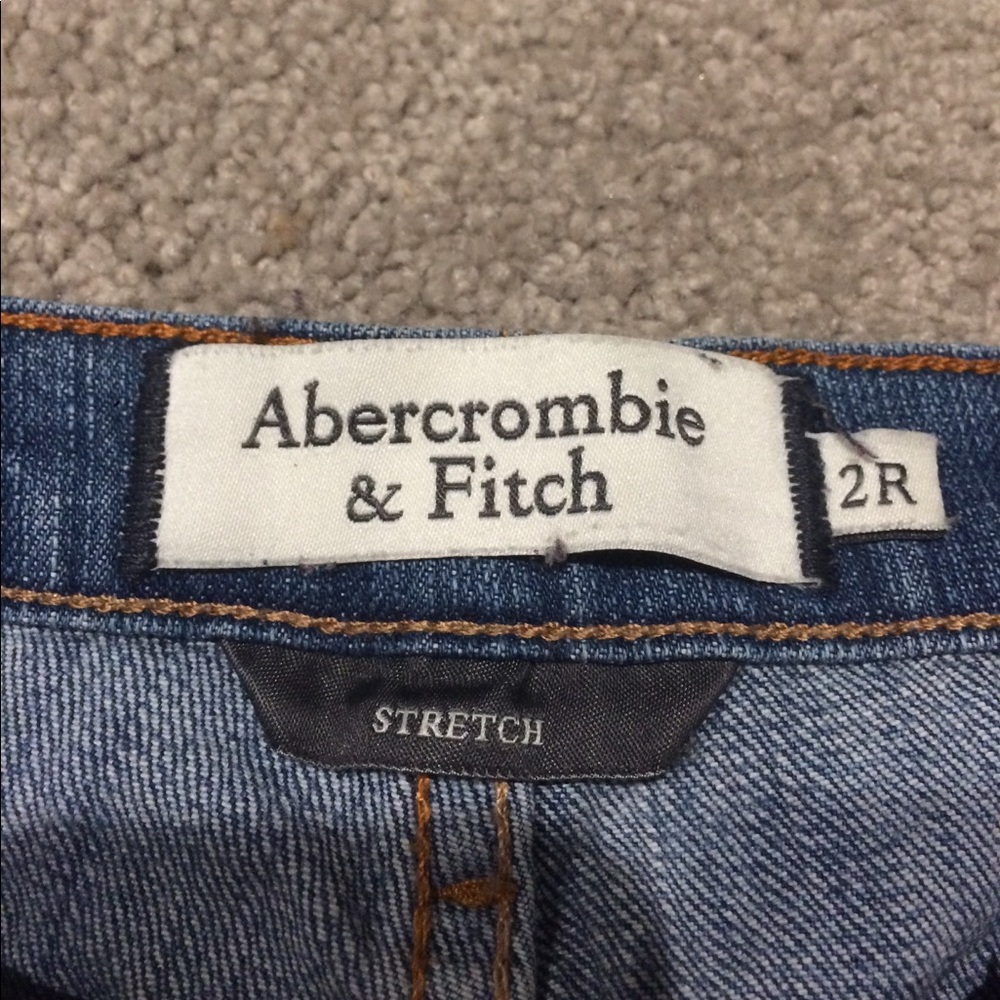 Abercrombie
& Fitch
2R
STRETCH